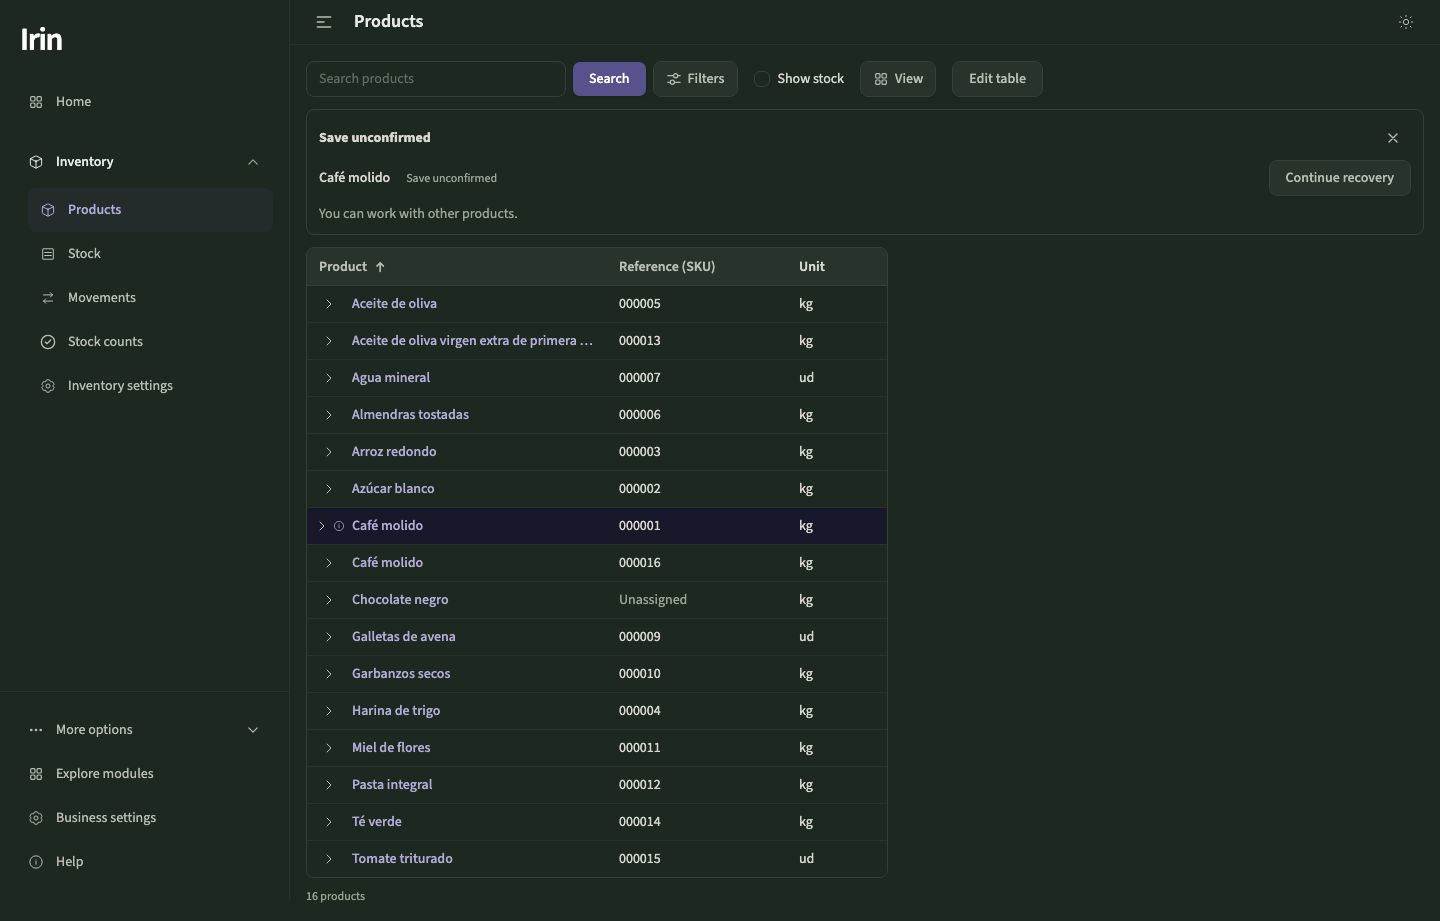 Irin
Products
Home
Inventory
Products
Stock
Movements
Stock counts
Inventory settings
More options
Explore modules
Business settings
Help
Search products Search Filters Show stock View Edit table
Save unconfirmed
Café molido Save unconfirmed Continue recovery
You can work with other products.
Product Reference (SKU) Unit
Aceite de oliva 000005 kg
Aceite de oliva virgen extra de primera ... 000013 kg
Agua mineral 000007 ud
Almendras tostadas 000006 kg
Arroz redondo 000003 kg
Azúcar blanco 000002 kg
Café molido 000001 kg
Café molido 000016 kg
Chocolate negro Unassigned kg
Galletas de avena 000009 ud
Garbanzos secos 000010 kg
Harina de trigo 000004 kg
Miel de flores 000011 kg
Pasta integral 000012 kg
Té verde 000014 kg
Tomate triturado 000015 ud
16 products